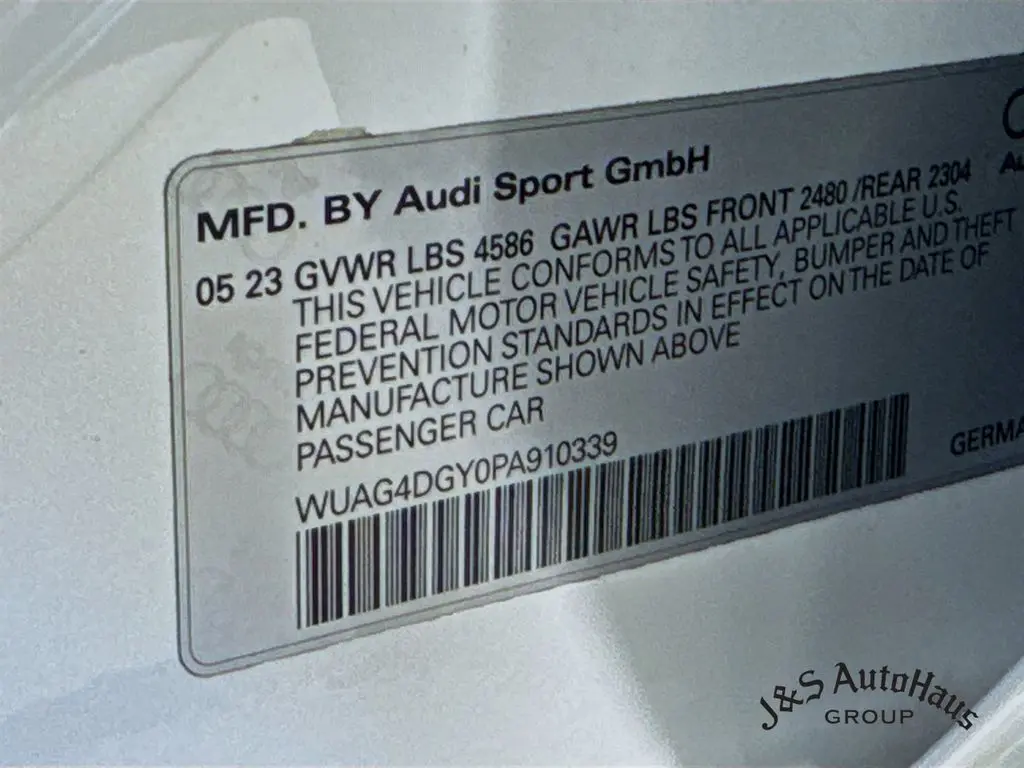 MFD. BY Audi Sport GmbH
05 23 GVWR LBS 4586 GAWR LBS FRONT 2480 /REAR 2304
THIS VEHICLE CONFORMS TO ALL APPLICABLE U.S.
FEDERAL MOTOR VEHICLE SAFETY, BUMPER AND THEFT
PREVENTION STANDARDS IN EFFECT ON THE DATE OF
MANUFACTURE SHOWN ABOVE
PASSENGER CAR
WUAG4DGY0PA910339
GERMA
J&S AutoHaus
GROUP